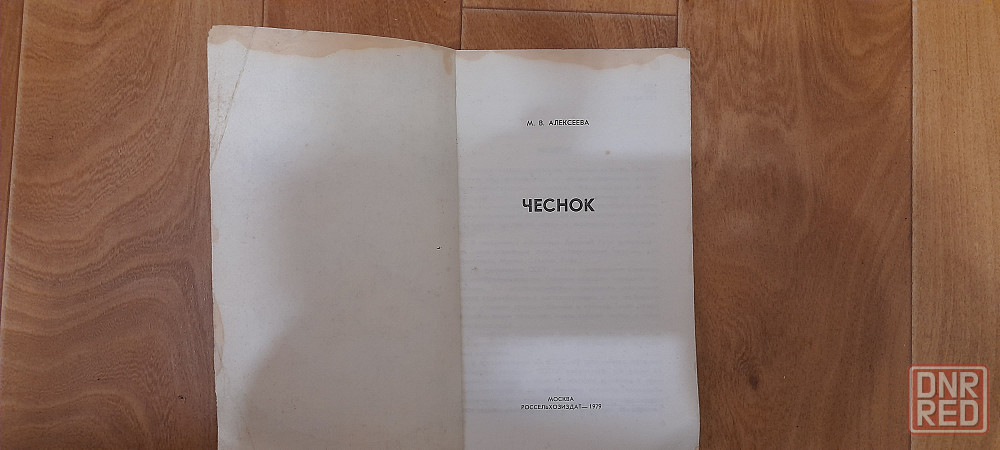 М. В. АЛЕКСЕЕВА
ЧЕСНОК
МОСКВА
РОССЕЛЬХОЗИЗДАТ—1979
DNR
RED